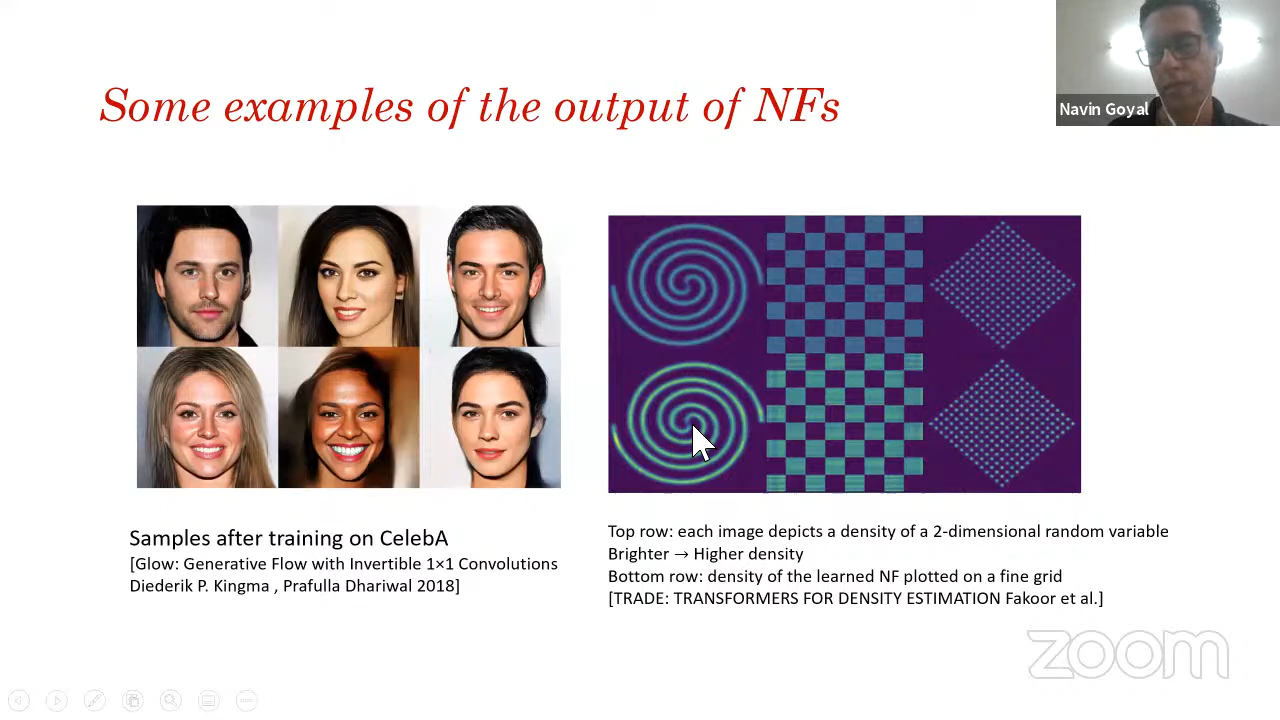 Some examples of the output of NFs
Navin Goyal
Samples after training on CelebA
[Glow: Generative Flow with Invertible 1×1 Convolutions
Diederik P. Kingma , Prafulla Dhariwal 2018]
Top row: each image depicts a density of a 2-dimensional random variable
Brighter → Higher density
Bottom row: density of the learned NF plotted on a fine grid
[TRADE: TRANSFORMERS FOR DENSITY ESTIMATION Fakoor et al.]
zoom